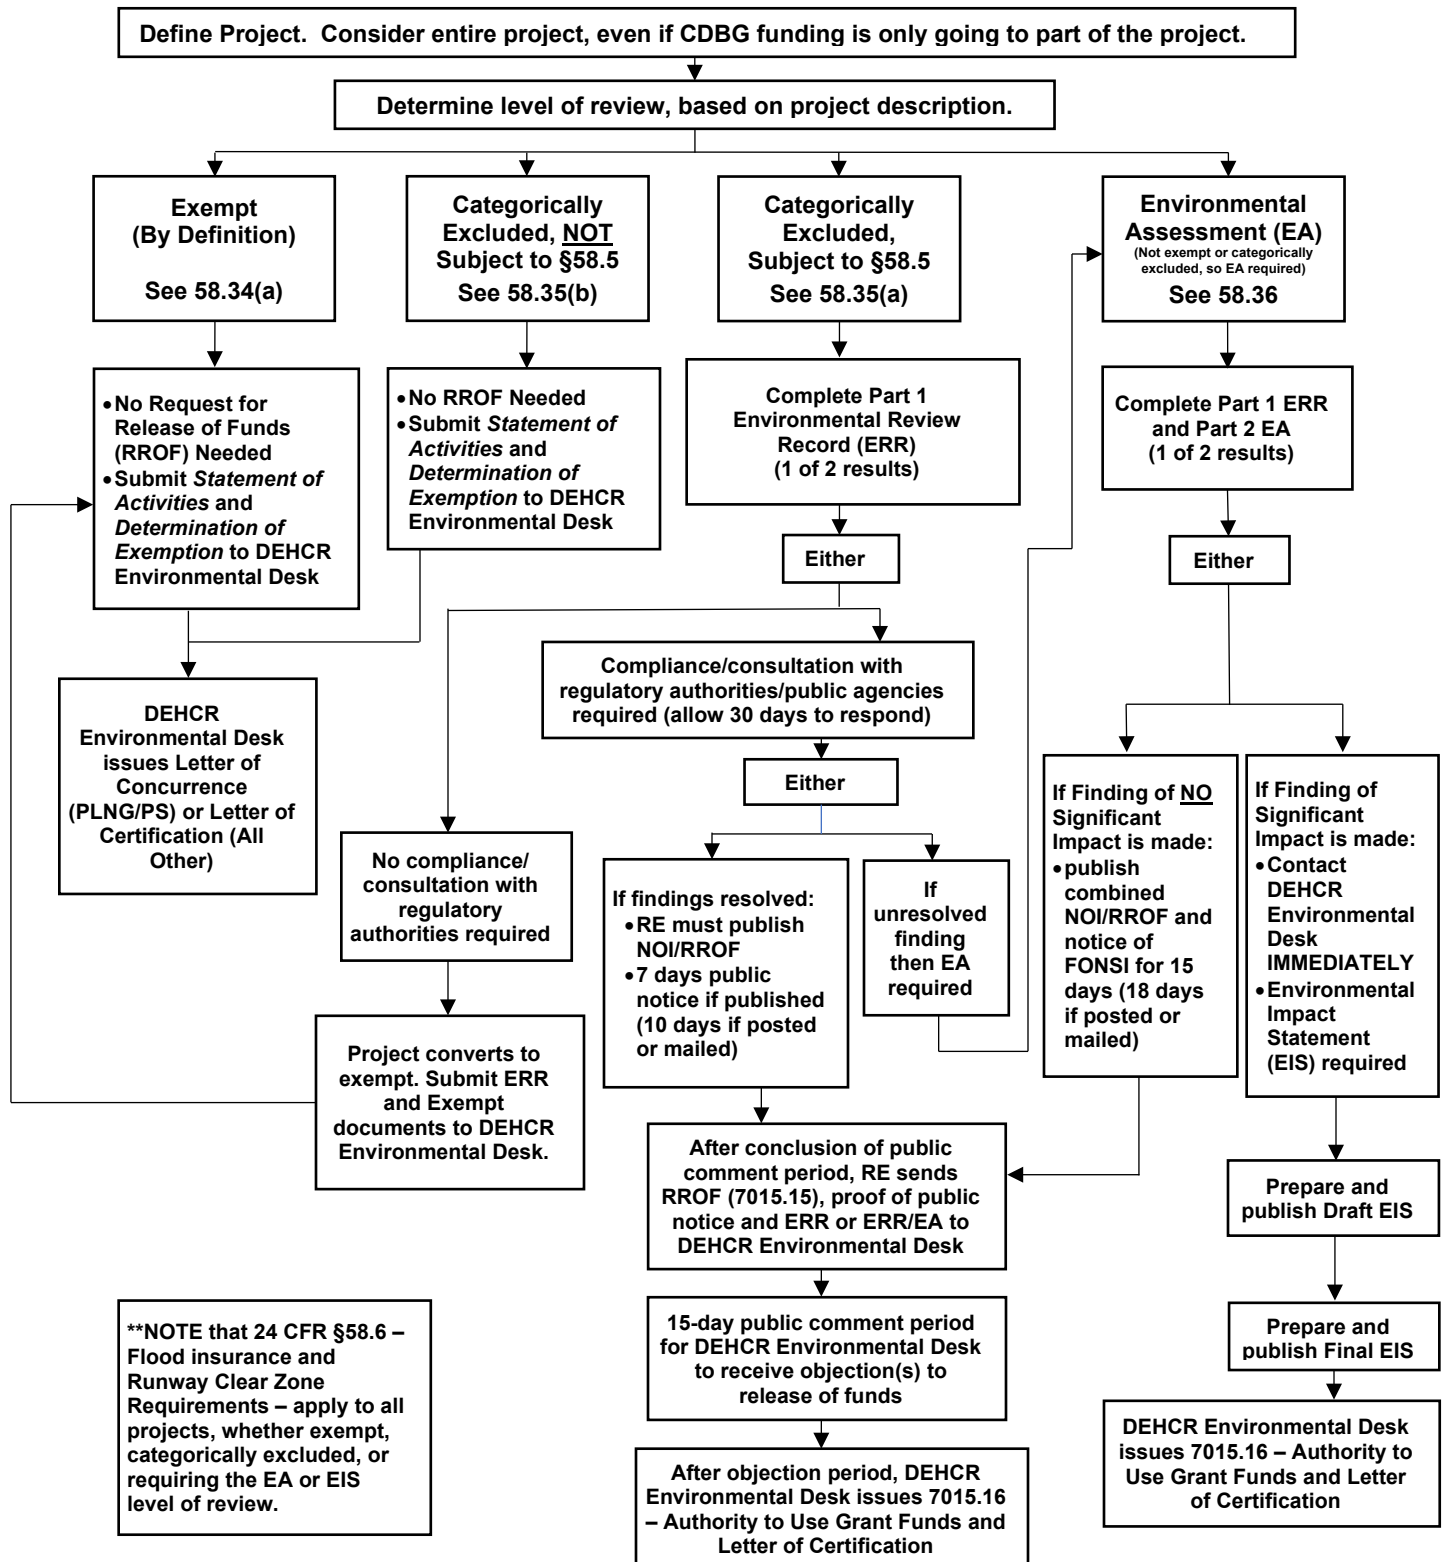 Define Project.  Consider entire project, even if CDBG funding is only going to part of the project.
Determine level of review, based on project description.
Exempt
(By Definition)
See 58.34(a)
Categorically
Excluded, NOT
Subject to §58.5
See 58.35(b)
Categorically
Excluded,
Subject to §58.5
See 58.35(a)
Environmental
Assessment (EA)
(Not exempt or categorically
excluded, so EA required)
See 58.36
•No Request for
Release of Funds
(RROF) Needed
•Submit Statement of
Activities and
Determination of
Exemption to DEHCR
Environmental Desk
•No RROF Needed
•Submit Statement of
Activities and
Determination of
Exemption to DEHCR
Environmental Desk
Complete Part 1
Environmental Review
Record (ERR)
(1 of 2 results)
Complete Part 1 ERR
and Part 2 EA
(1 of 2 results)
Either
Either
Compliance/consultation with
regulatory authorities/public agencies
required (allow 30 days to respond)
DEHCR
Environmental Desk
issues Letter of
Concurrence
(PLNG/PS) or Letter of
Certification (All
Other)
Either
No compliance/
consultation with
regulatory
authorities required
If findings resolved:
•RE must publish
NOI/RROF
•7 days public
notice if published
(10 days if posted
or mailed)
If
unresolved
finding
then EA
required
If Finding of NO
Significant
Impact is made:
•publish
combined
NOI/RROF and
notice of
FONSI for 15
days (18 days
if posted or
mailed)
If Finding of
Significant
Impact is made:
•Contact
DEHCR
Environmental
Desk
IMMEDIATELY
•Environmental
Impact
Statement
(EIS) required
Project converts to
exempt. Submit ERR
and Exempt
documents to DEHCR
Environmental Desk.
After conclusion of public
comment period, RE sends
RROF (7015.15), proof of public
notice and ERR or ERR/EA to
DEHCR Environmental Desk
Prepare and
publish Draft EIS
**NOTE that 24 CFR §58.6 –
Flood insurance and
Runway Clear Zone
Requirements – apply to all
projects, whether exempt,
categorically excluded, or
requiring the EA or EIS
level of review.
15-day public comment period
for DEHCR Environmental Desk
to receive objection(s) to
release of funds
Prepare and
publish Final EIS
After objection period, DEHCR
Environmental Desk issues 7015.16
– Authority to Use Grant Funds and
Letter of Certification
DEHCR Environmental Desk
issues 7015.16 – Authority to
Use Grant Funds and Letter
of Certification